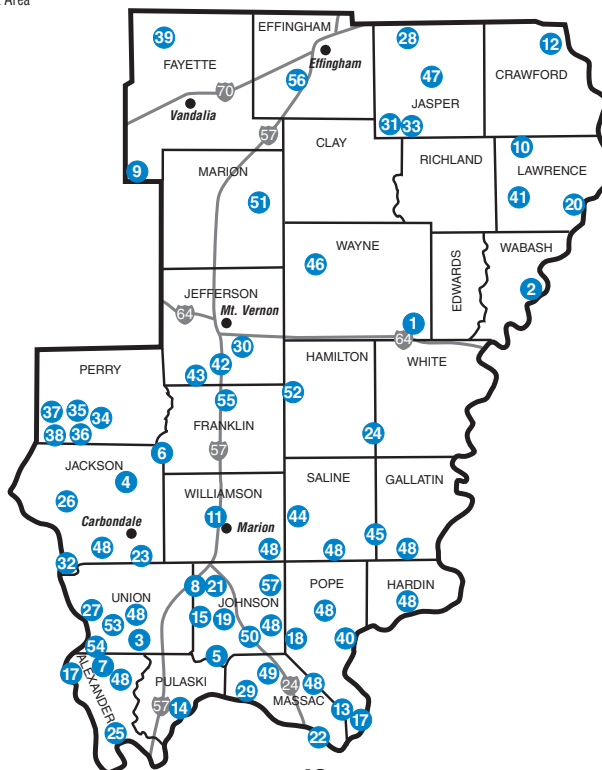 Area
EFFINGHAM
39
28
12
FAYETTE
Effingham
CRAWFORD
56
47
70
JASPER
Vandalia
57
31
33
CLAY
10
RICHLAND
LAWRENCE
9
MARION
51
41
20
WAYNE
WABASH
46
EDWARDS
JEFFERSON
2
64
Mt. Vernon
1
30
64
HAMILTON
WHITE
PERRY
42
43
52
55
37
35
34
FRANKLIN
38
36
24
57
6
JACKSON
SALINE
GALLATIN
4
WILLIAMSON
26
11
44
Carbondale
Marion
45
48
23
48
48
48
32
8
21
57
POPE
HARDIN
UNION
JOHNSON
27
48
48
48
53
15
19
48
3
50
18
40
54
5
7
17
ALEXANDER
48
PULASKI
49
24
48
29
MASSAC
57
14
13
17
25
22